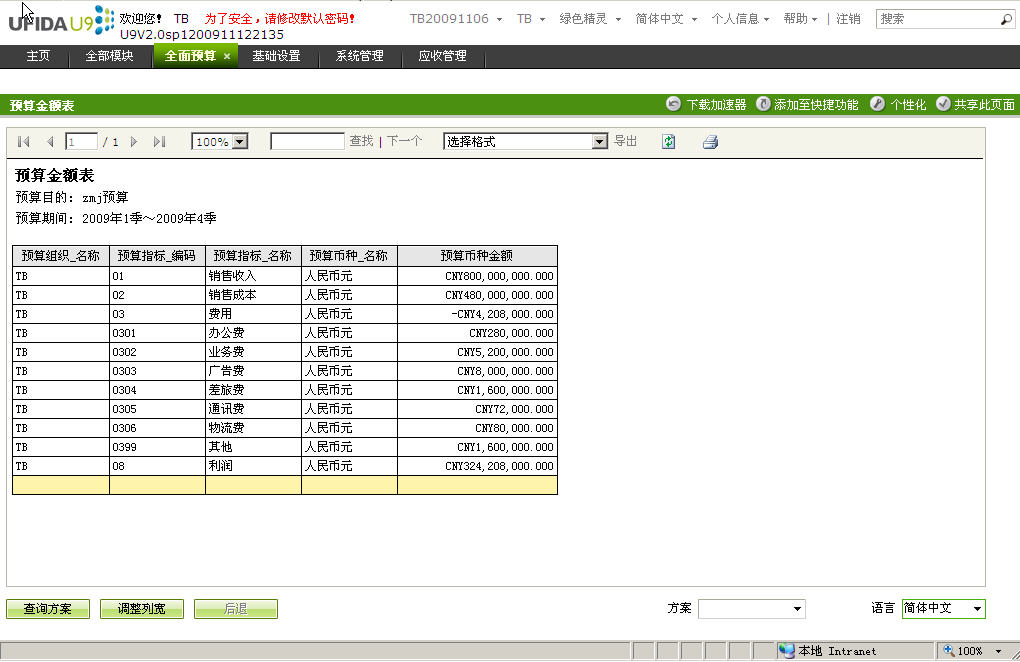 UFIDA U9 欢迎您! TB 为了安全，请修改默认密码! TB20091106 TB 绿色精灵 简体中文 个人信息 帮助 | 注销 搜索
U9V2.0sp1200911122135
主页 全部模块 全面预算 × 基础设置 系统管理 应收管理
预算金额表 下载加速器 添加至快捷功能 个性化 共享此页面
1 / 1 100% 查找 | 下一个 选择格式 导出
预算金额表
预算目的： zmj预算
预算期间： 2009年1季～2009年4季
预算组织_名称 预算指标_编码 预算指标_名称 预算币种_名称 预算币种金额
TB 01 销售收入 人民币元 CNY800,000,000.000
TB 02 销售成本 人民币元 CNY480,000,000.000
TB 03 费用 人民币元 -CNY4,208,000.000
TB 0301 办公费 人民币元 CNY280,000.000
TB 0302 业务费 人民币元 CNY5,200,000.000
TB 0303 广告费 人民币元 CNY8,000,000.000
TB 0304 差旅费 人民币元 CNY1,600,000.000
TB 0305 通讯费 人民币元 CNY72,000.000
TB 0306 物流费 人民币元 CNY80,000.000
TB 0399 其他 人民币元 CNY1,600,000.000
TB 08 利润 人民币元 CNY324,208,000.000
查询方案 调整列宽 后退 方案 语言 简体中文
本地 Intranet 100%